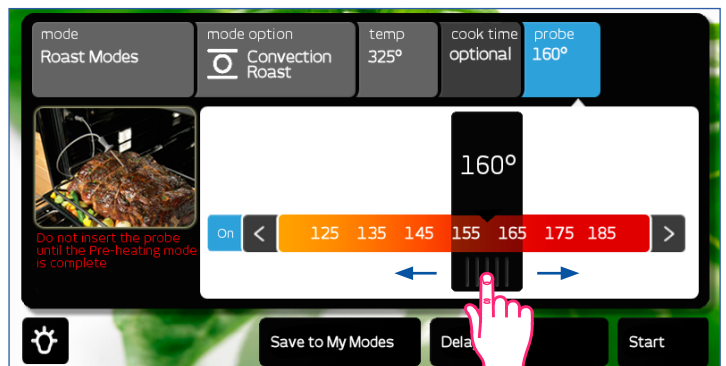 mode
Roast Modes
mode option
Convection
Roast
temp
325°
cook time
optional
probe
160°
Do not insert the probe
until the Pre-heating mode
is complete
160°
On < 125 135 145 155 165 175 185 >
Save to My Modes
Start